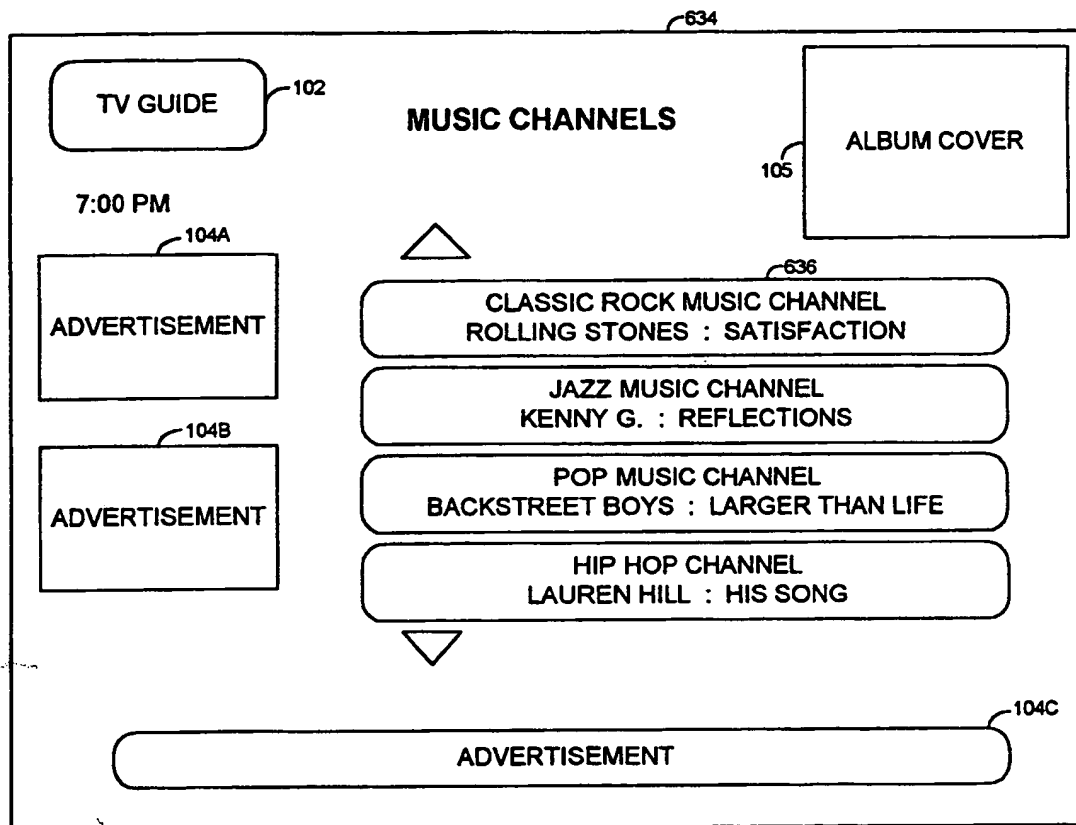 634
TV GUIDE
102
MUSIC CHANNELS
ALBUM COVER
105
7:00 PM
104A
ADVERTISEMENT
636
CLASSIC ROCK MUSIC CHANNEL
ROLLING STONES : SATISFACTION
JAZZ MUSIC CHANNEL
KENNY G. : REFLECTIONS
104B
ADVERTISEMENT
POP MUSIC CHANNEL
BACKSTREET BOYS : LARGER THAN LIFE
HIP HOP CHANNEL
LAUREN HILL : HIS SONG
104C
ADVERTISEMENT